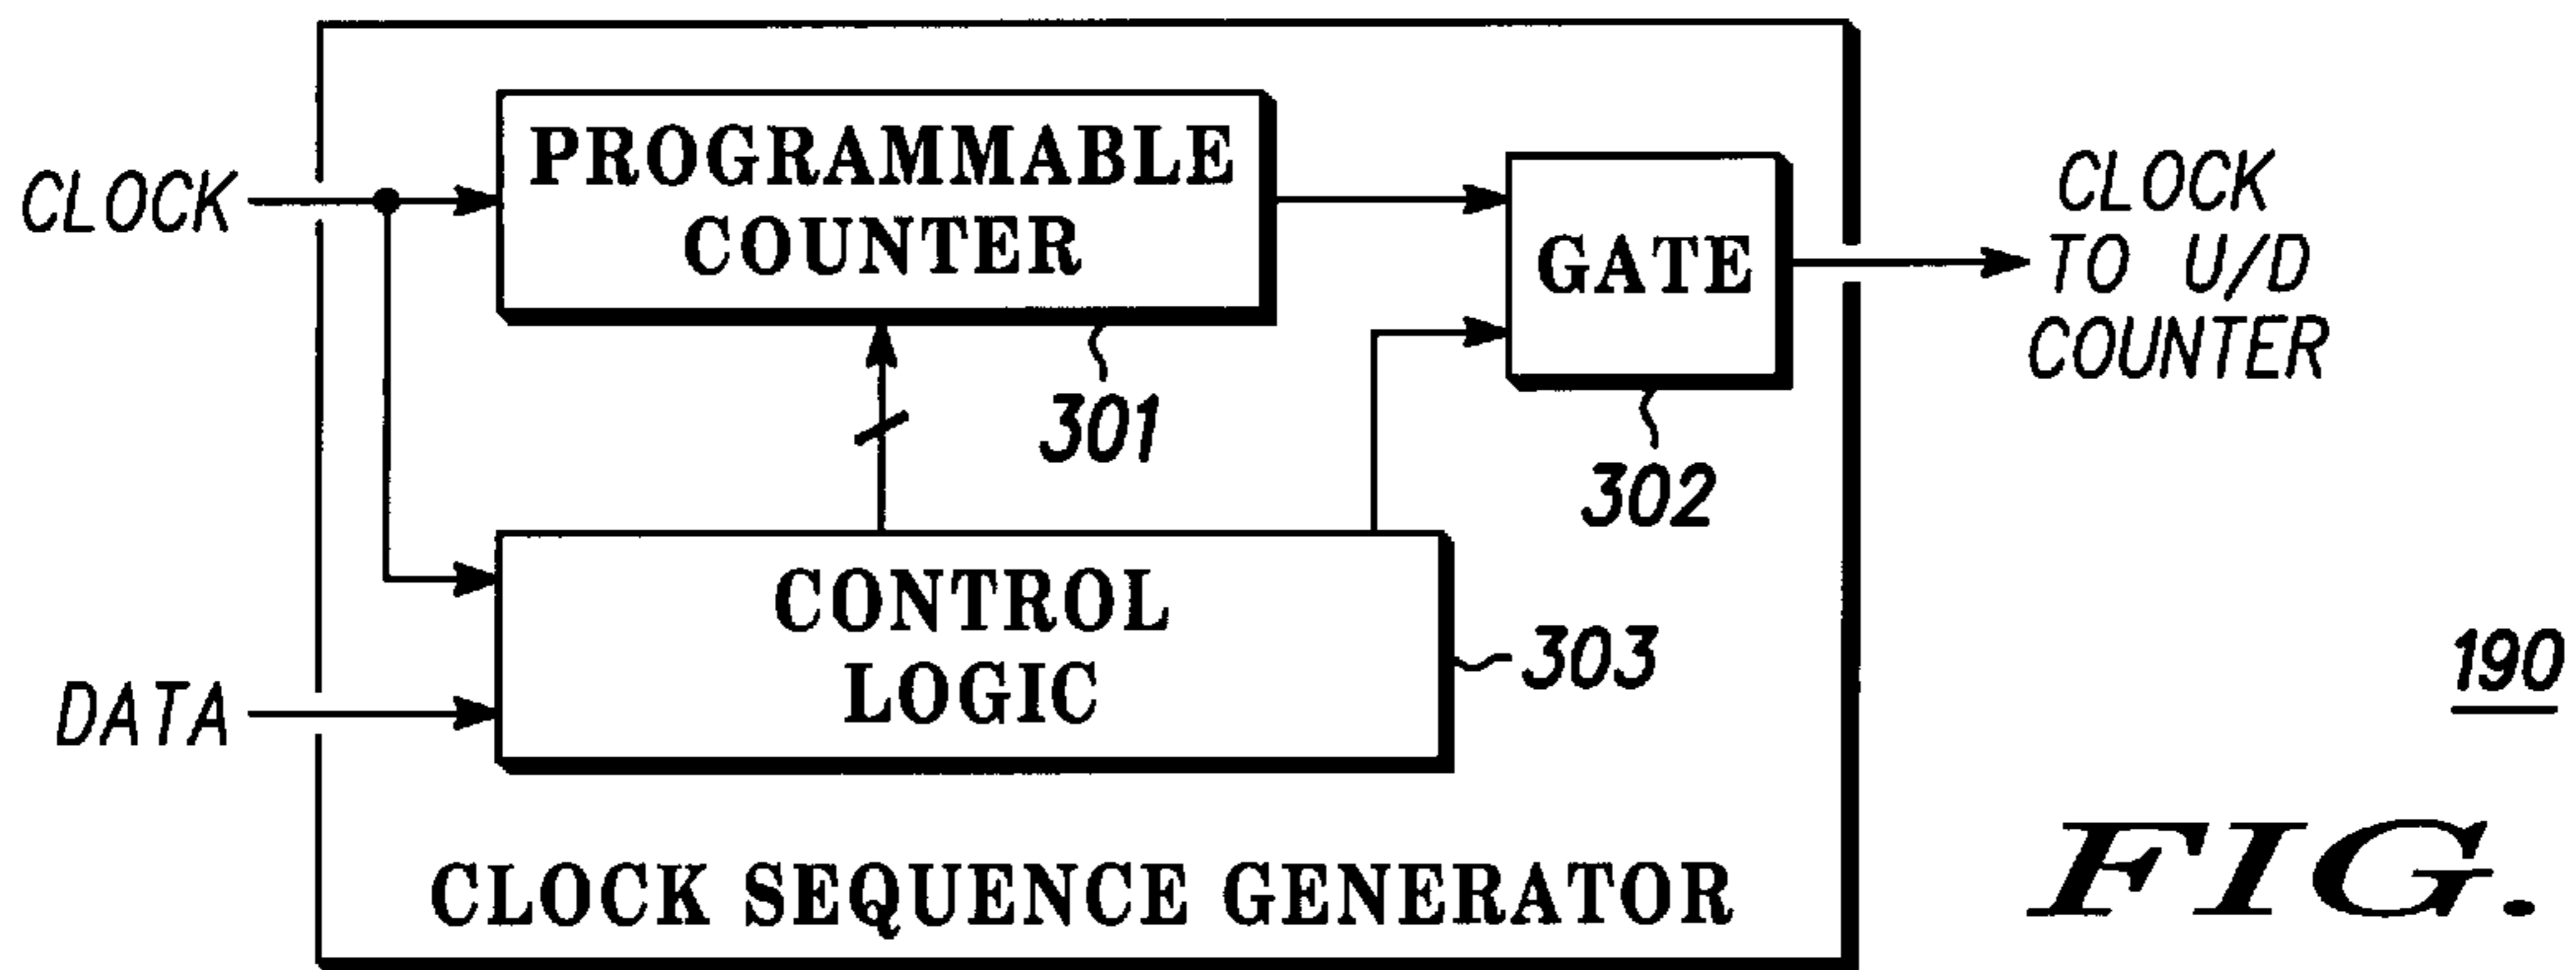 CLOCK
PROGRAMMABLE
COUNTER
GATE
CLOCK
TO U/D
COUNTER
301
302
CONTROL
LOGIC
303
DATA
190
CLOCK SEQUENCE GENERATOR
FIG.